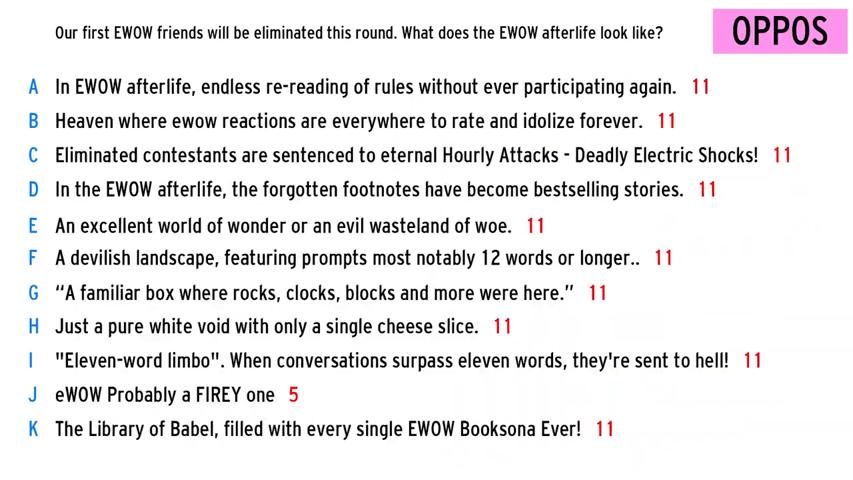 Our first EWOW friends will be eliminated this round. What does the EWOW afterlife look like?
OPPOS
A In EWOW afterlife, endless re-reading of rules without ever participating again. 11
B Heaven where ewow reactions are everywhere to rate and idolize forever. 11
C Eliminated contestants are sentenced to eternal Hourly Attacks - Deadly Electric Shocks! 11
D In the EWOW afterlife, the forgotten footnotes have become bestselling stories. 11
E An excellent world of wonder or an evil wasteland of woe. 11
F A devilish landscape, featuring prompts most notably 12 words or longer.. 11
G “A familiar box where rocks, clocks, blocks and more were here.” 11
H Just a pure white void with only a single cheese slice. 11
I "Eleven-word limbo". When conversations surpass eleven words, they're sent to hell! 11
J eWOW Probably a FIREY one 5
K The Library of Babel, filled with every single EWOW Booksona Ever! 11